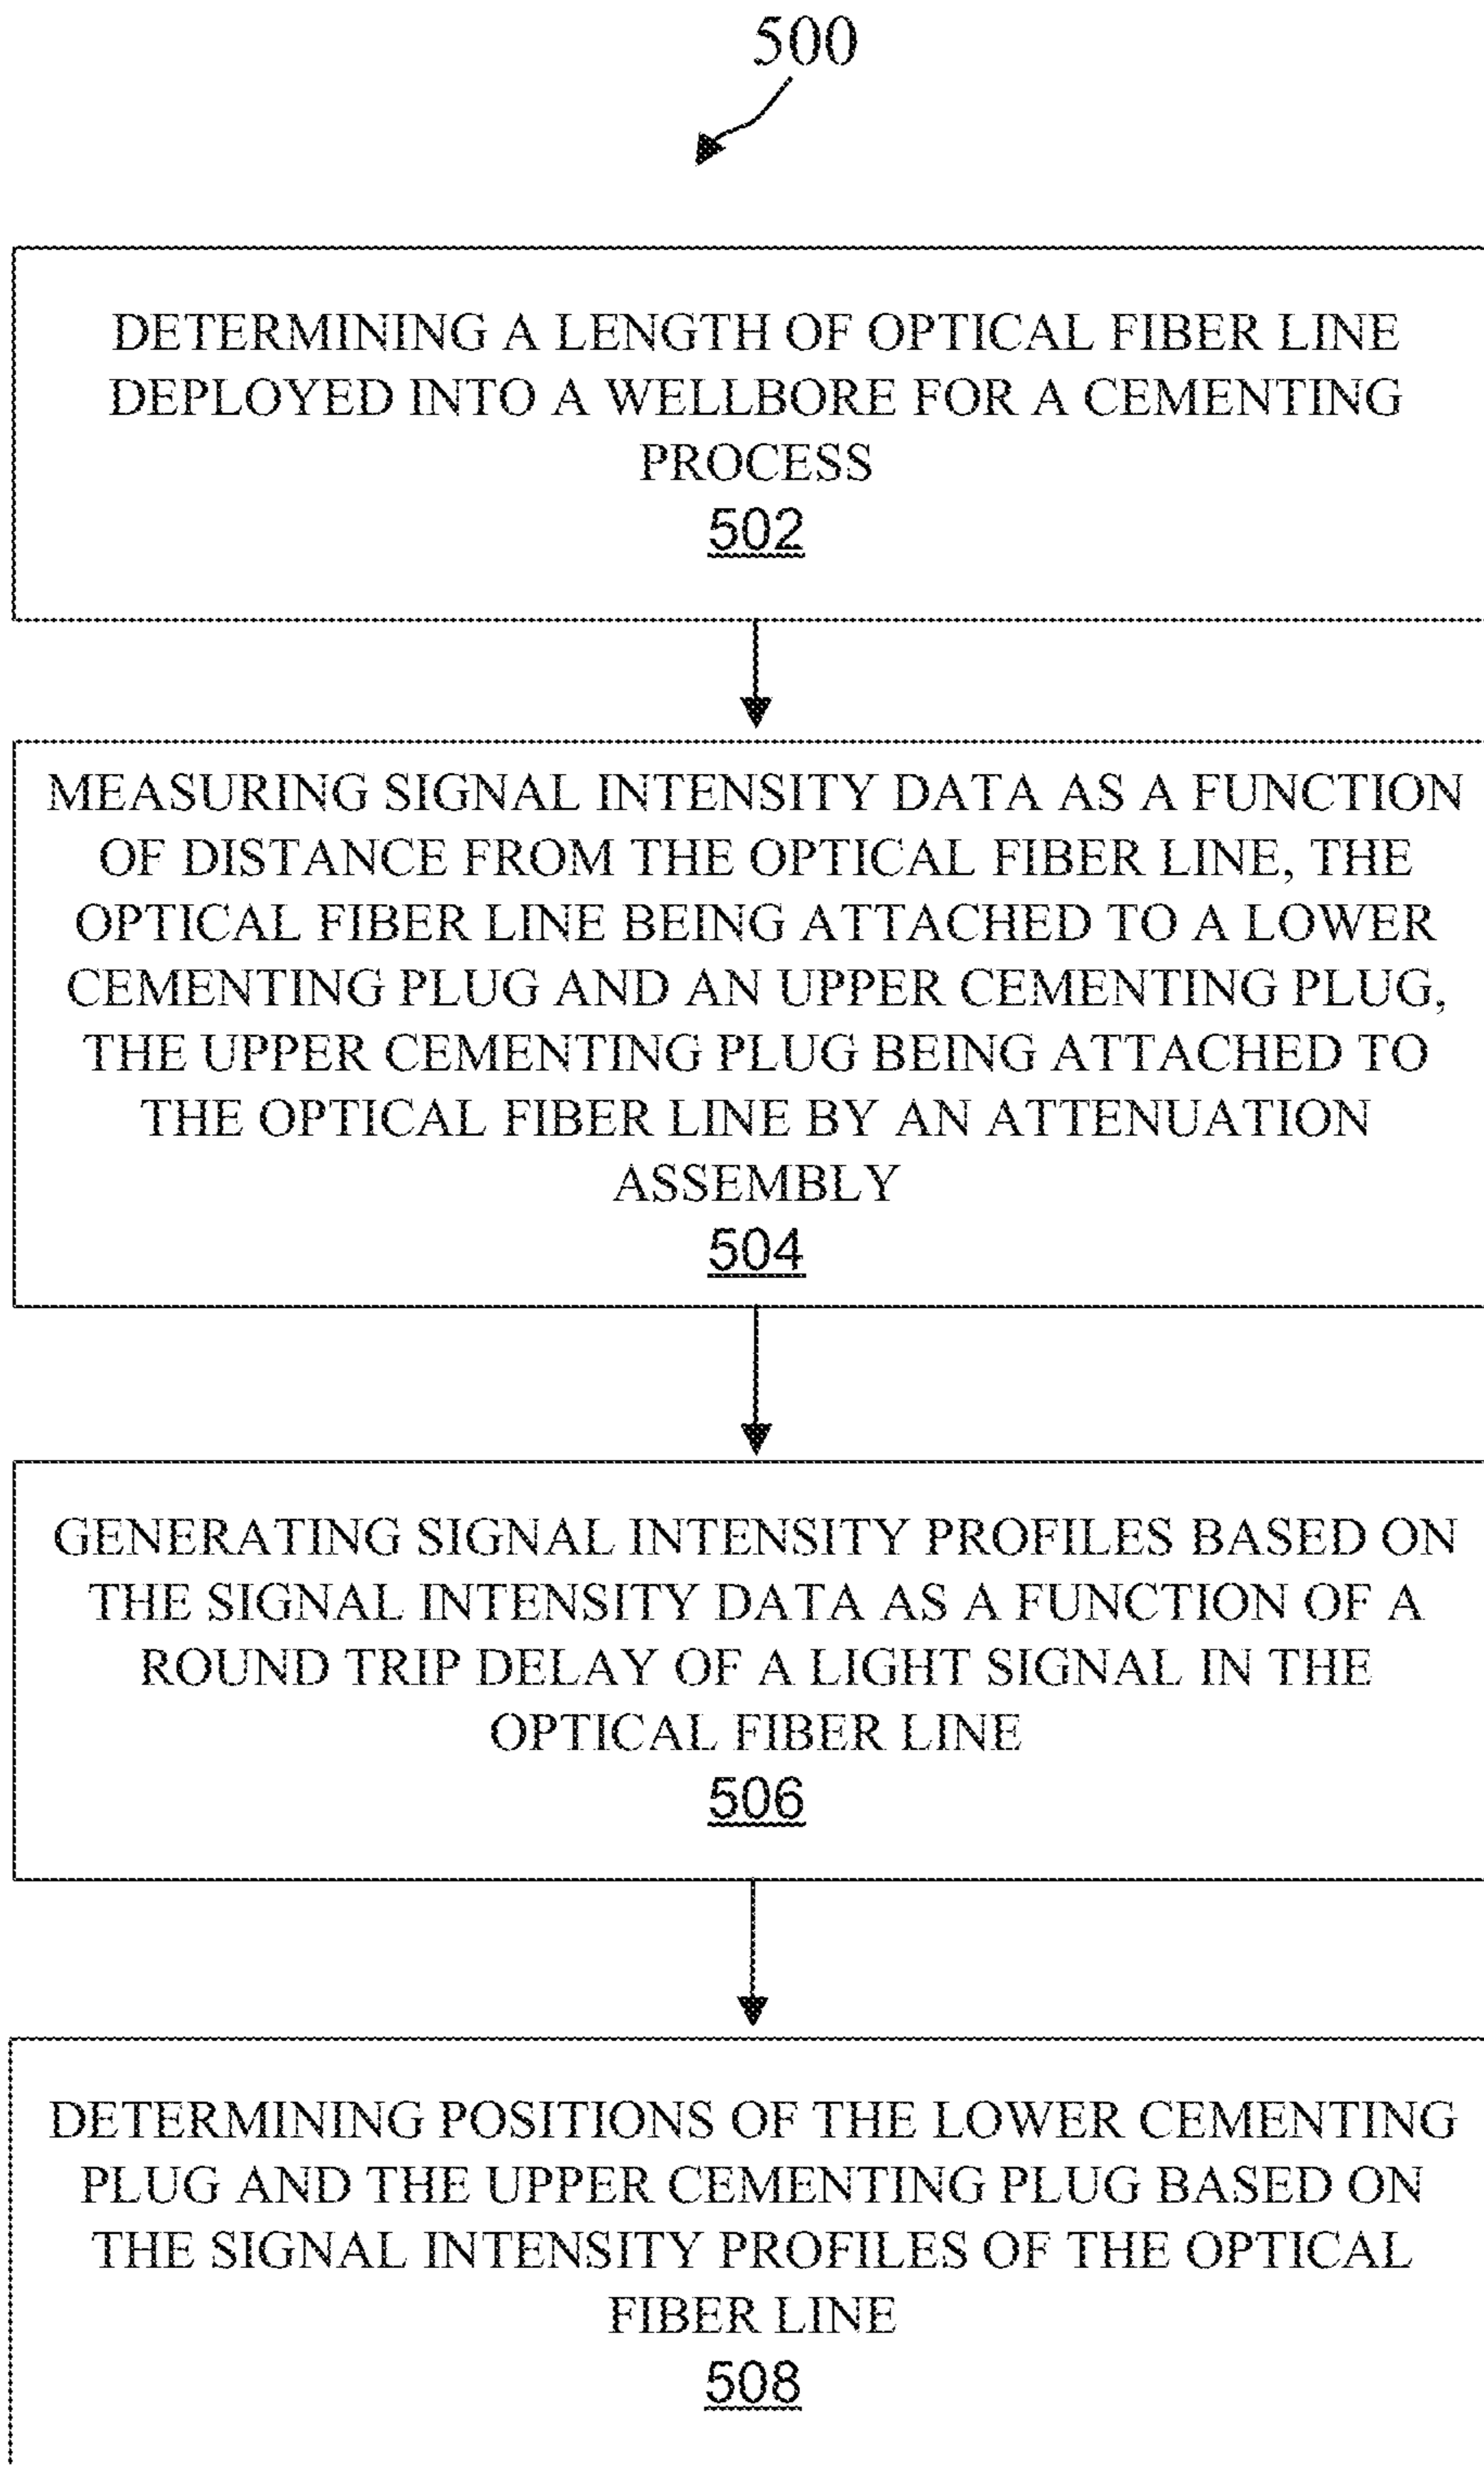 500
DETERMINING A LENGTH OF OPTICAL FIBER LINE
DEPLOYED INTO A WELLBORE FOR A CEMENTING
PROCESS
502
MEASURING SIGNAL INTENSITY DATA AS A FUNCTION
OF DISTANCE FROM THE OPTICAL FIBER LINE, THE
OPTICAL FIBER LINE BEING ATTACHED TO A LOWER
CEMENTING PLUG AND AN UPPER CEMENTING PLUG,
THE UPPER CEMENTING PLUG BEING ATTACHED TO
THE OPTICAL FIBER LINE BY AN ATTENUATION
ASSEMBLY
504
GENERATING SIGNAL INTENSITY PROFILES BASED ON
THE SIGNAL INTENSITY DATA AS A FUNCTION OF A
ROUND TRIP DELAY OF A LIGHT SIGNAL IN THE
OPTICAL FIBER LINE
506
DETERMINING POSITIONS OF THE LOWER CEMENTING
PLUG AND THE UPPER CEMENTING PLUG BASED ON
THE SIGNAL INTENSITY PROFILES OF THE OPTICAL
FIBER LINE
508